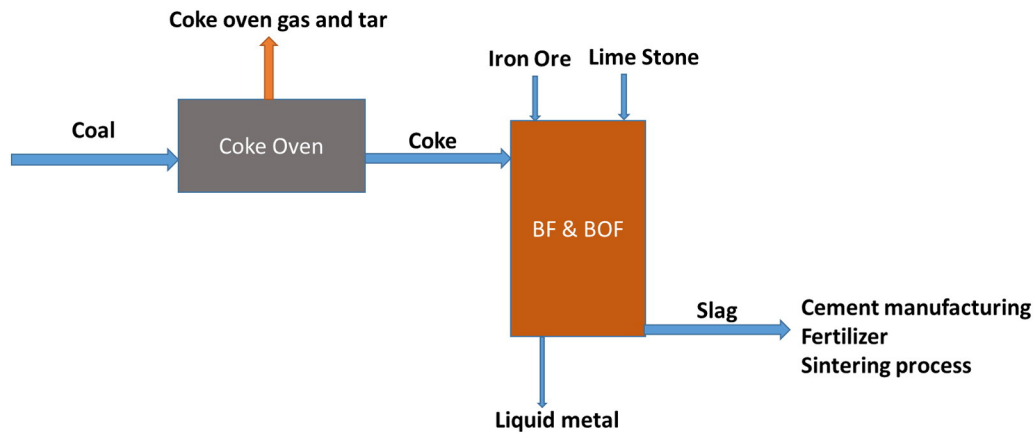 Coke oven gas and tar
Iron Ore
Lime Stone
Coal
Coke Oven
Coke
BF & BOF
Slag
Cement manufacturing
Fertilizer
Sintering process
Liquid metal